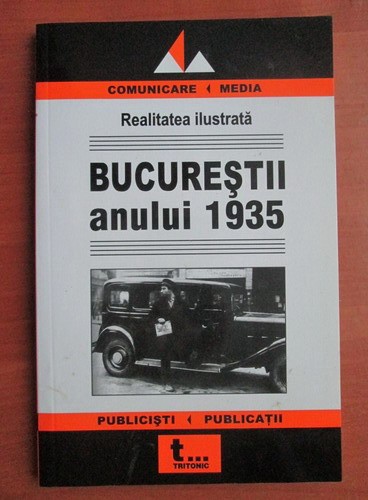 COMUNICARE MEDIA
Realitatea ilustrată
BUCUREŞTII
anului 1935
PUBLICIŞTI PUBLICAŢII
t...
TRITONIC